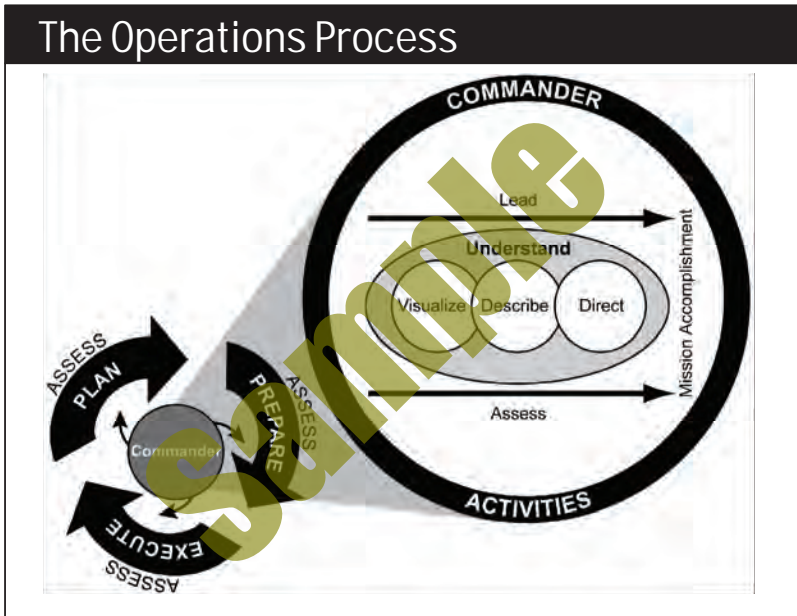 The Operations Process
COMMANDER
Lead
Understand
Visualize
Describe
Direct
Mission Accomplishment
Assess
ACTIVITIES
ASSESS
PLAN
ASSESS
PREPARE
Commander
EXECUTE
ASSESS
Sample